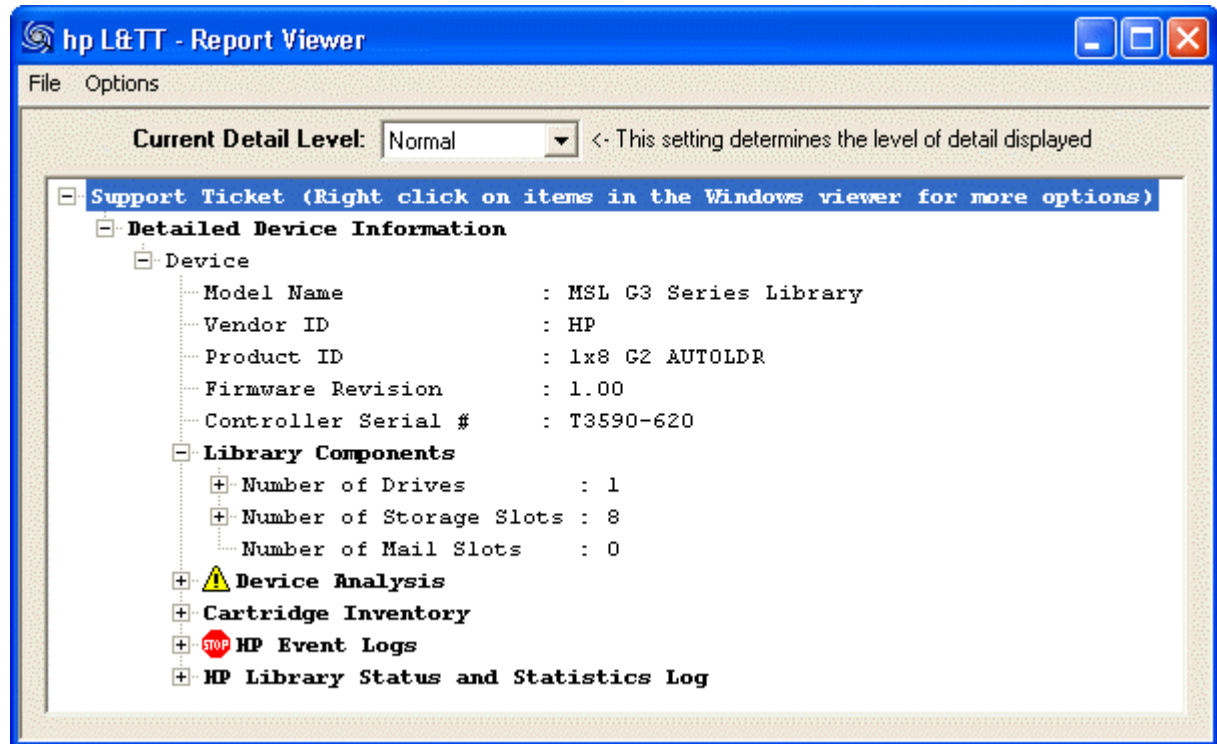 hp L&TT - Report Viewer
File Options
Current Detail Level: Normal <- This setting determines the level of detail displayed
Support Ticket (Right click on items in the Windows viewer for more options)
Detailed Device Information
Device
Model Name : MSL G3 Series Library
Vendor ID : HP
Product ID : 1x8 G2 AUTOLDR
Firmware Revision : 1.00
Controller Serial # : T3590-620
Library Components
Number of Drives : 1
Number of Storage Slots : 8
Number of Mail Slots : 0
Device Analysis
Cartridge Inventory
STOP HP Event Logs
HP Library Status and Statistics Log